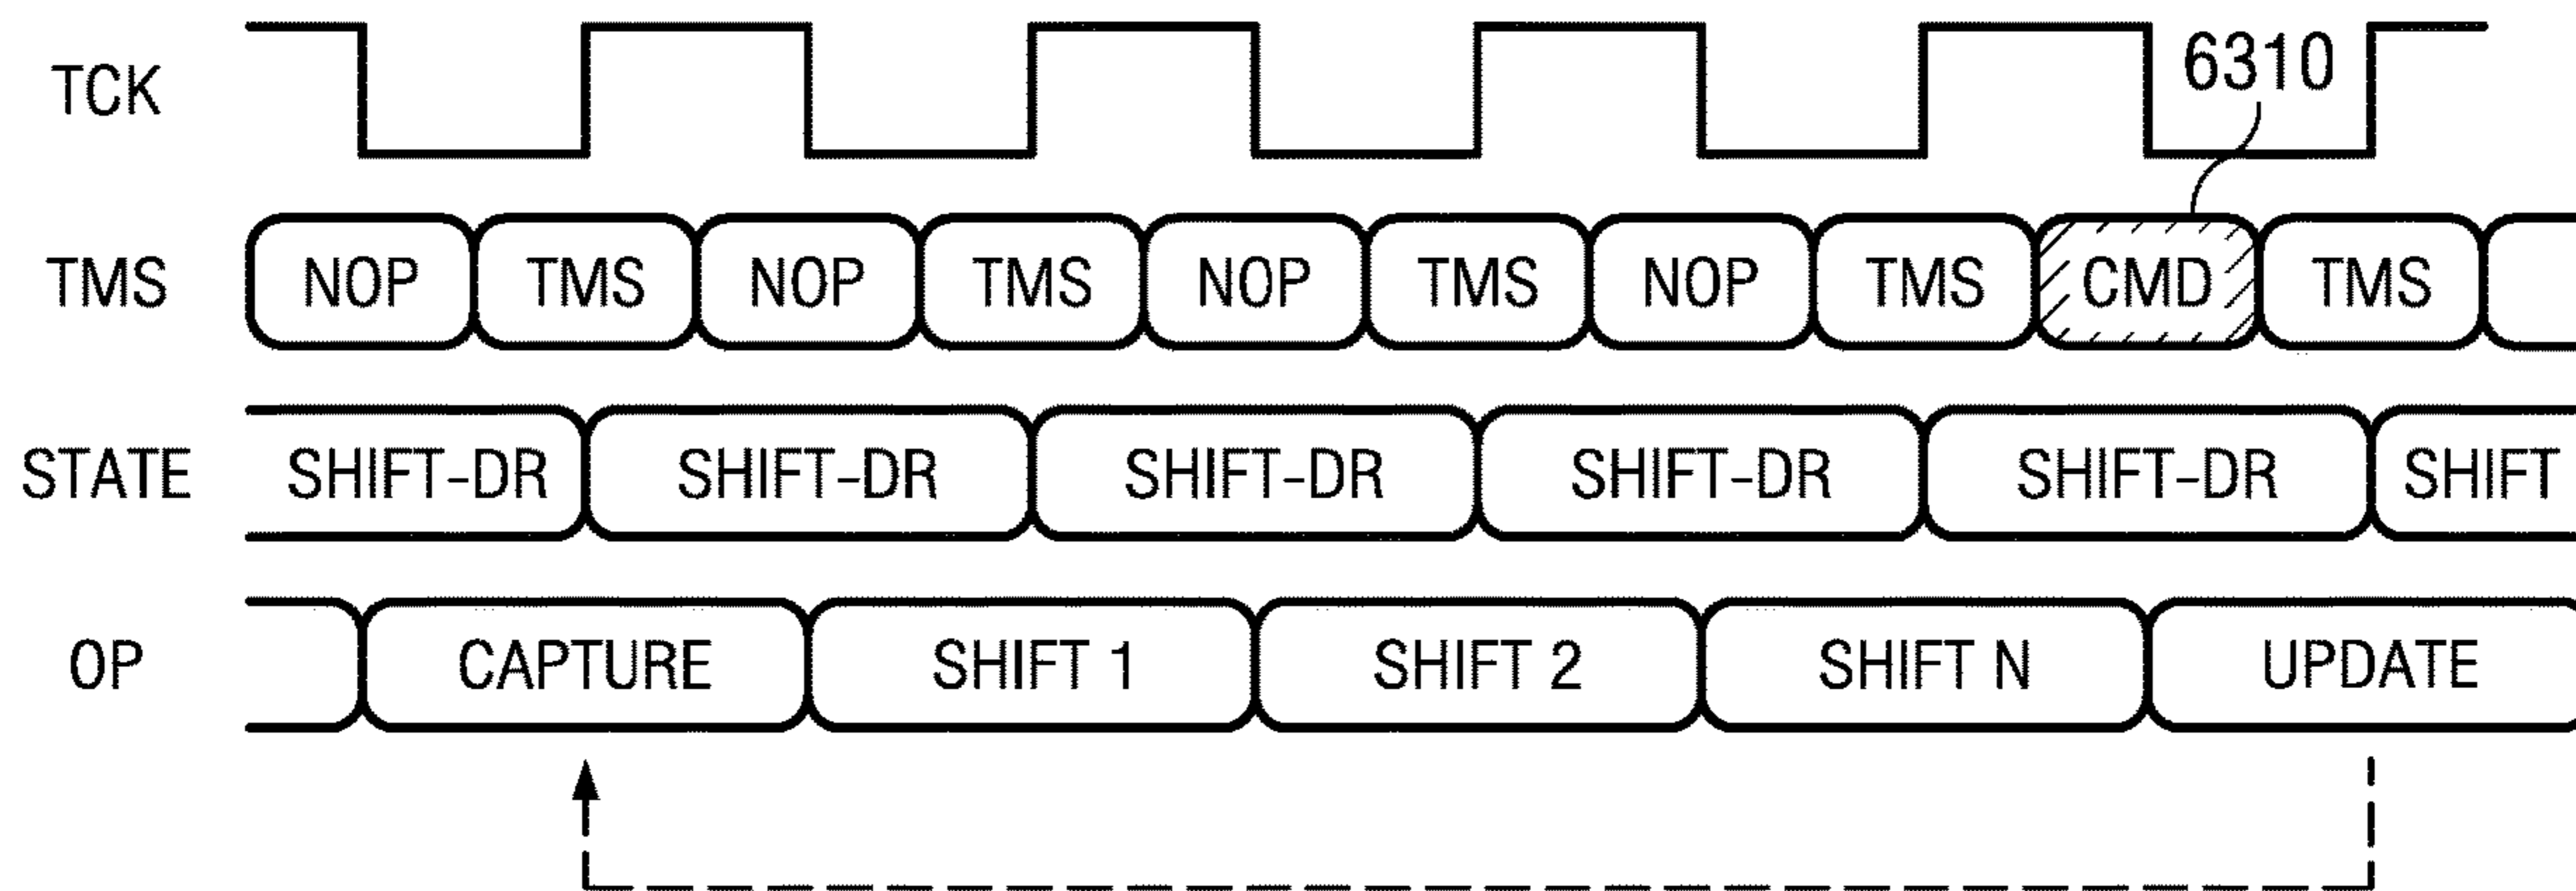 TCK 6310
TMS NOP TMS NOP TMS NOP TMS NOP TMS CMD TMS
STATE SHIFT-DR SHIFT-DR SHIFT-DR SHIFT-DR SHIFT-DR SHIFT
OP CAPTURE SHIFT 1 SHIFT 2 SHIFT N UPDATE